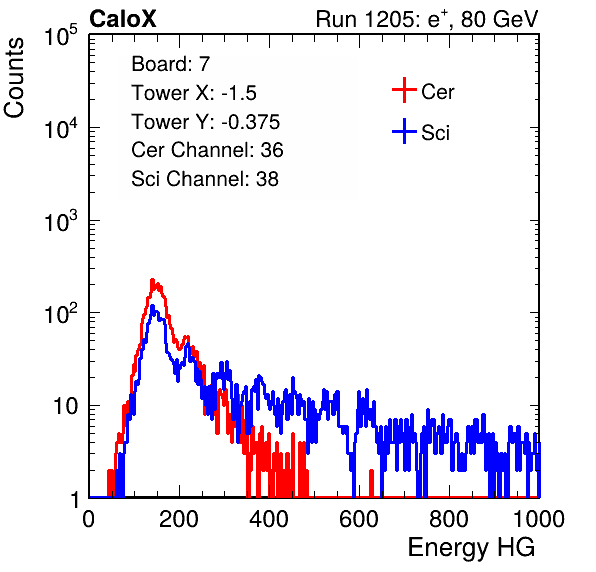 CaloX Run 1205: e⁺, 80 GeV
Counts
Board: 7
Tower X: -1.5
Tower Y: -0.375
Cer Channel: 36
Sci Channel: 38
Cer
Sci
10⁵
10⁴
10³
10²
10
1
0 200 400 600 800 1000
Energy HG